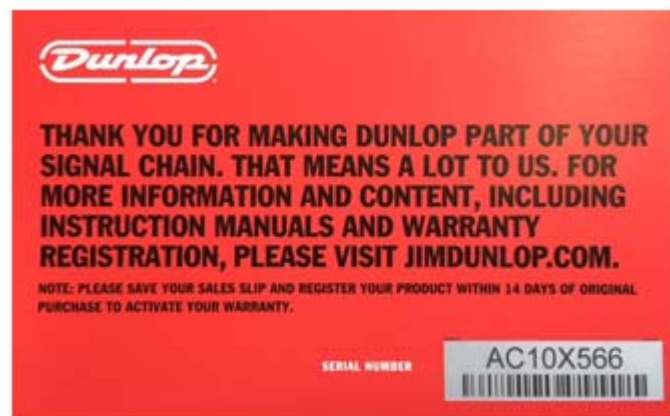 Dunlop
THANK YOU FOR MAKING DUNLOP PART OF YOUR
SIGNAL CHAIN. THAT MEANS A LOT TO US. FOR
MORE INFORMATION AND CONTENT, INCLUDING
INSTRUCTION MANUALS AND WARRANTY
REGISTRATION, PLEASE VISIT JIMDUNLOP.COM.
NOTE: PLEASE SAVE YOUR SALES SLIP AND REGISTER YOUR PRODUCT WITHIN 14 DAYS OF ORIGINAL
PURCHASE TO ACTIVATE YOUR WARRANTY.
SERIAL NUMBER
AC10X566